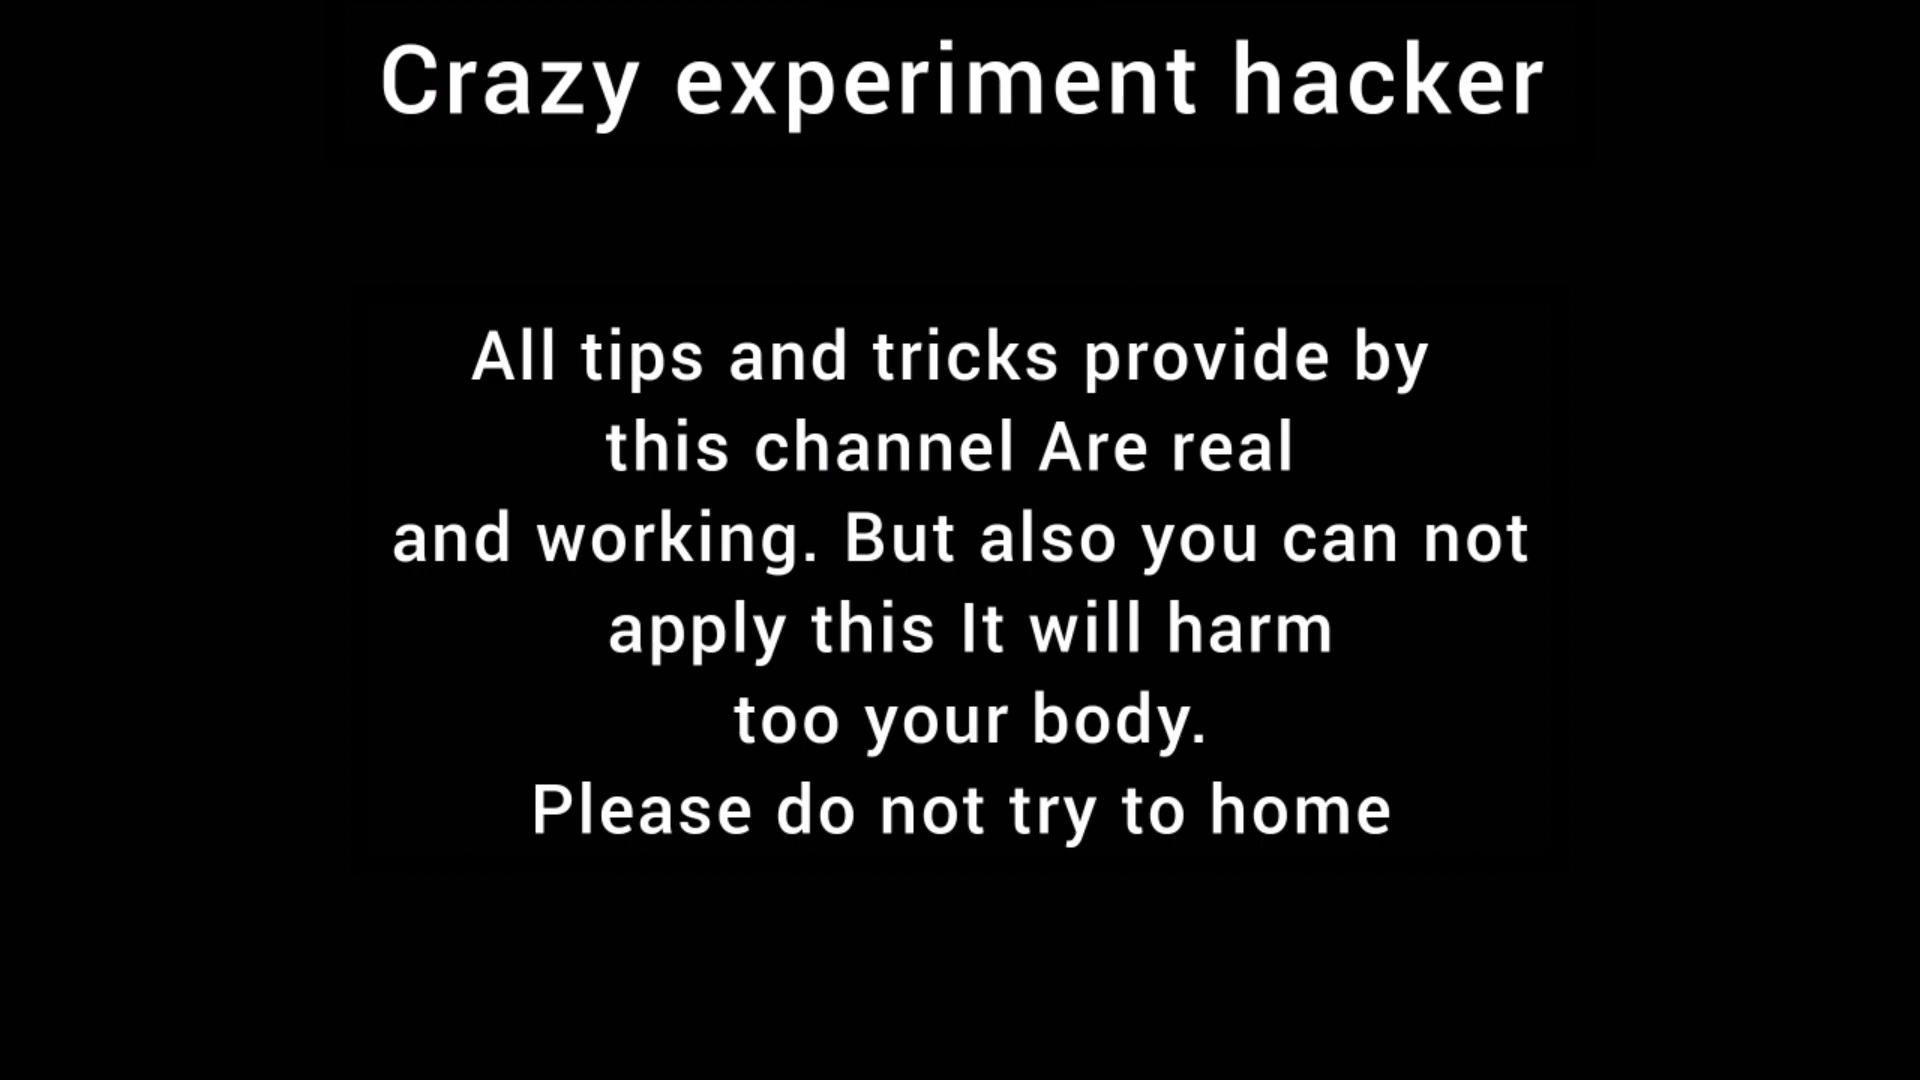 Crazy experiment hacker
All tips and tricks provide by
this channel Are real
and working. But also you can not
apply this It will harm
too your body.
Please do not try to home